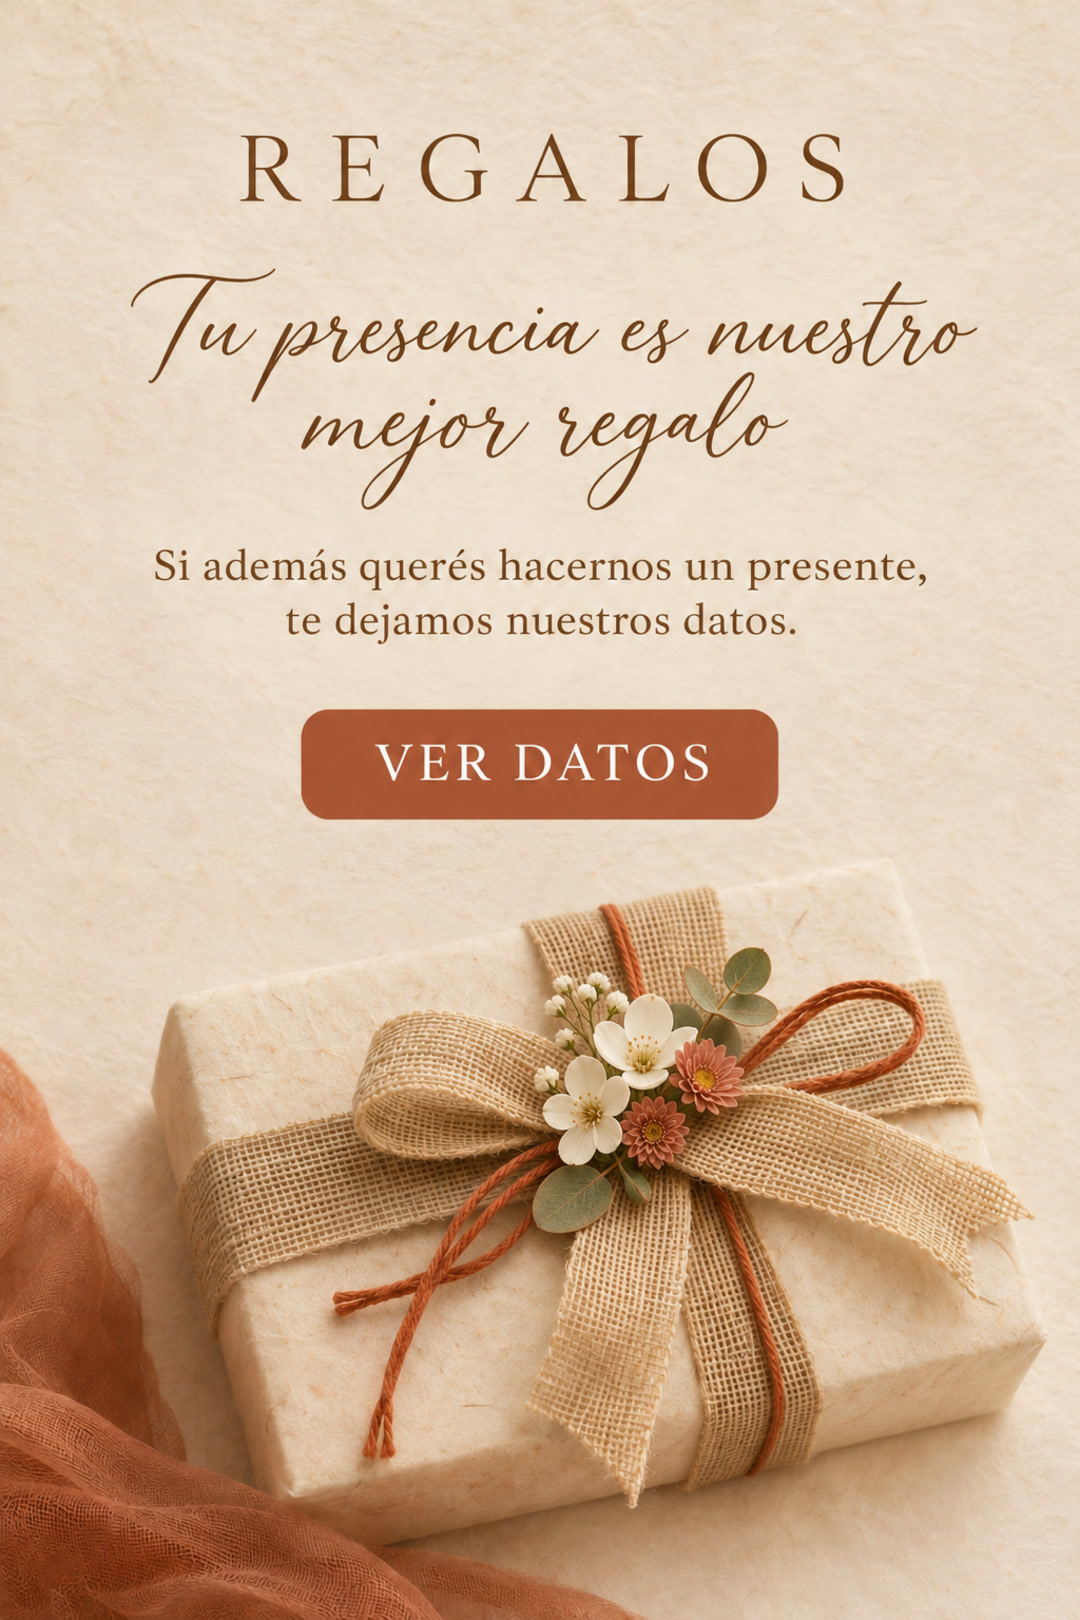 REGALOS
Tu presencia es nuestro
mejor regalo
Si además querés hacernos un presente,
te dejamos nuestros datos.
VER DATOS